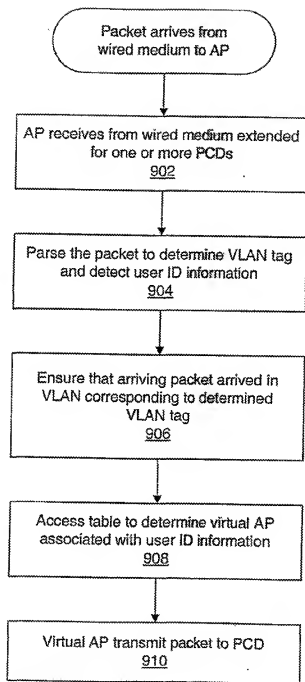 Packet arrives from
wired medium to AP
AP receives from wired medium extended
for one or more PCDs
902
Parse the packet to determine VLAN tag
and detect user ID information
904
Ensure that arriving packet arrived in
VLAN corresponding to determined
VLAN tag
906
Access table to determine virtual AP
associated with user ID information
908
Virtual AP transmit packet to PCD
910